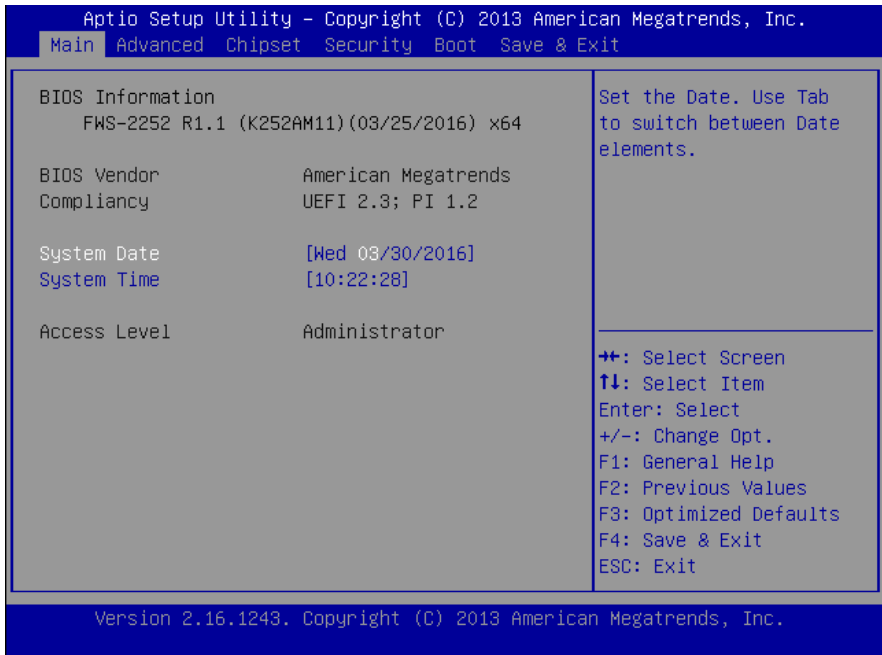 Aptio Setup Utility – Copyright (C) 2013 American Megatrends, Inc.
Main Advanced Chipset Security Boot Save & Exit
BIOS Information
FWS-2252 R1.1 (K252AM11)(03/25/2016) x64
BIOS Vendor American Megatrends
Compliancy UEFI 2.3; PI 1.2
System Date [Wed 03/30/2016]
System Time [10:22:28]
Access Level Administrator
Set the Date. Use Tab
to switch between Date
elements.
→←: Select Screen
↑↓: Select Item
Enter: Select
+/-: Change Opt.
F1: General Help
F2: Previous Values
F3: Optimized Defaults
F4: Save & Exit
ESC: Exit
Version 2.16.1243. Copyright (C) 2013 American Megatrends, Inc.